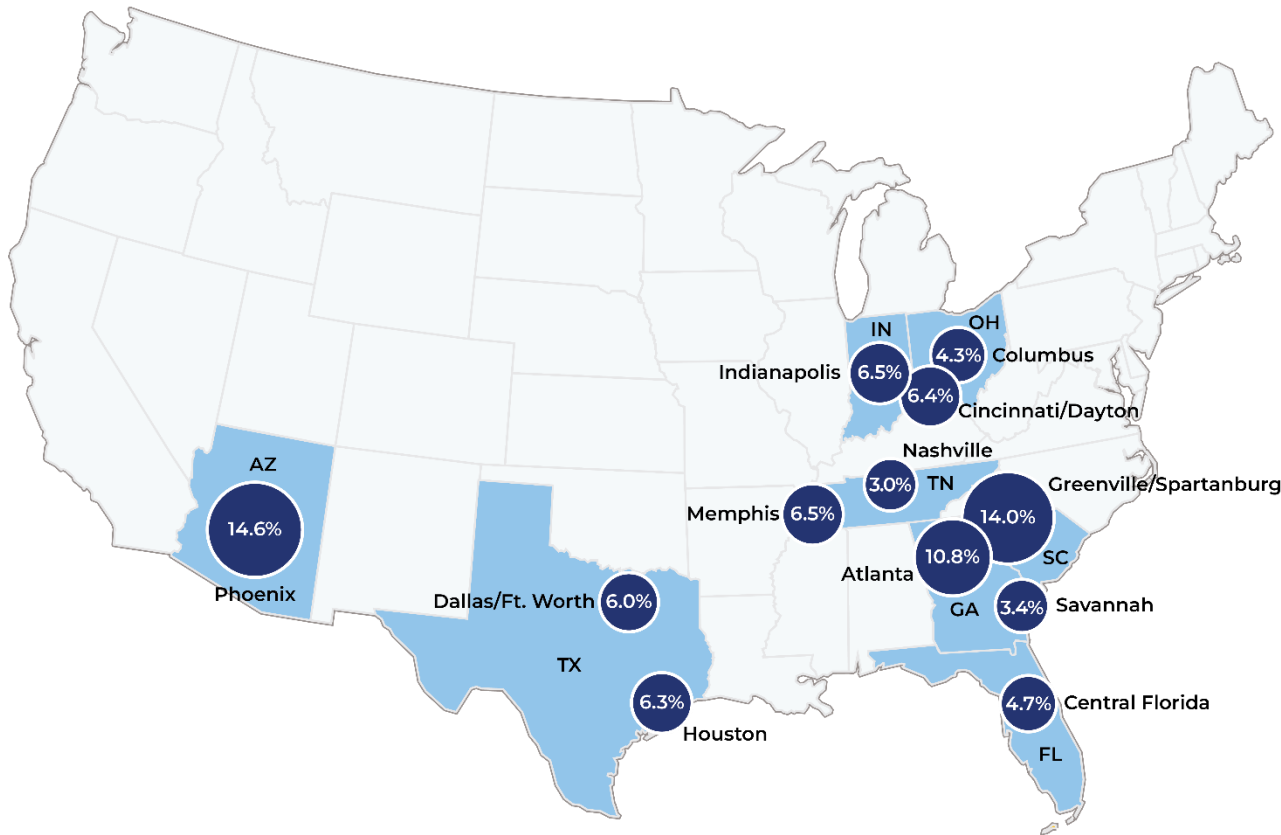 IN
OH
4.3%
Columbus
Indianapolis
6.5%
6.4%
Cincinnati/Dayton
Nashville
AZ
3.0%
TN
Greenville/Spartanburg
Memphis
6.5%
14.0%
14.6%
10.8%
SC
Atlanta
Phoenix
Dallas/Ft. Worth
6.0%
GA
3.4%
Savannah
TX
6.3%
4.7%
Central Florida
Houston
FL